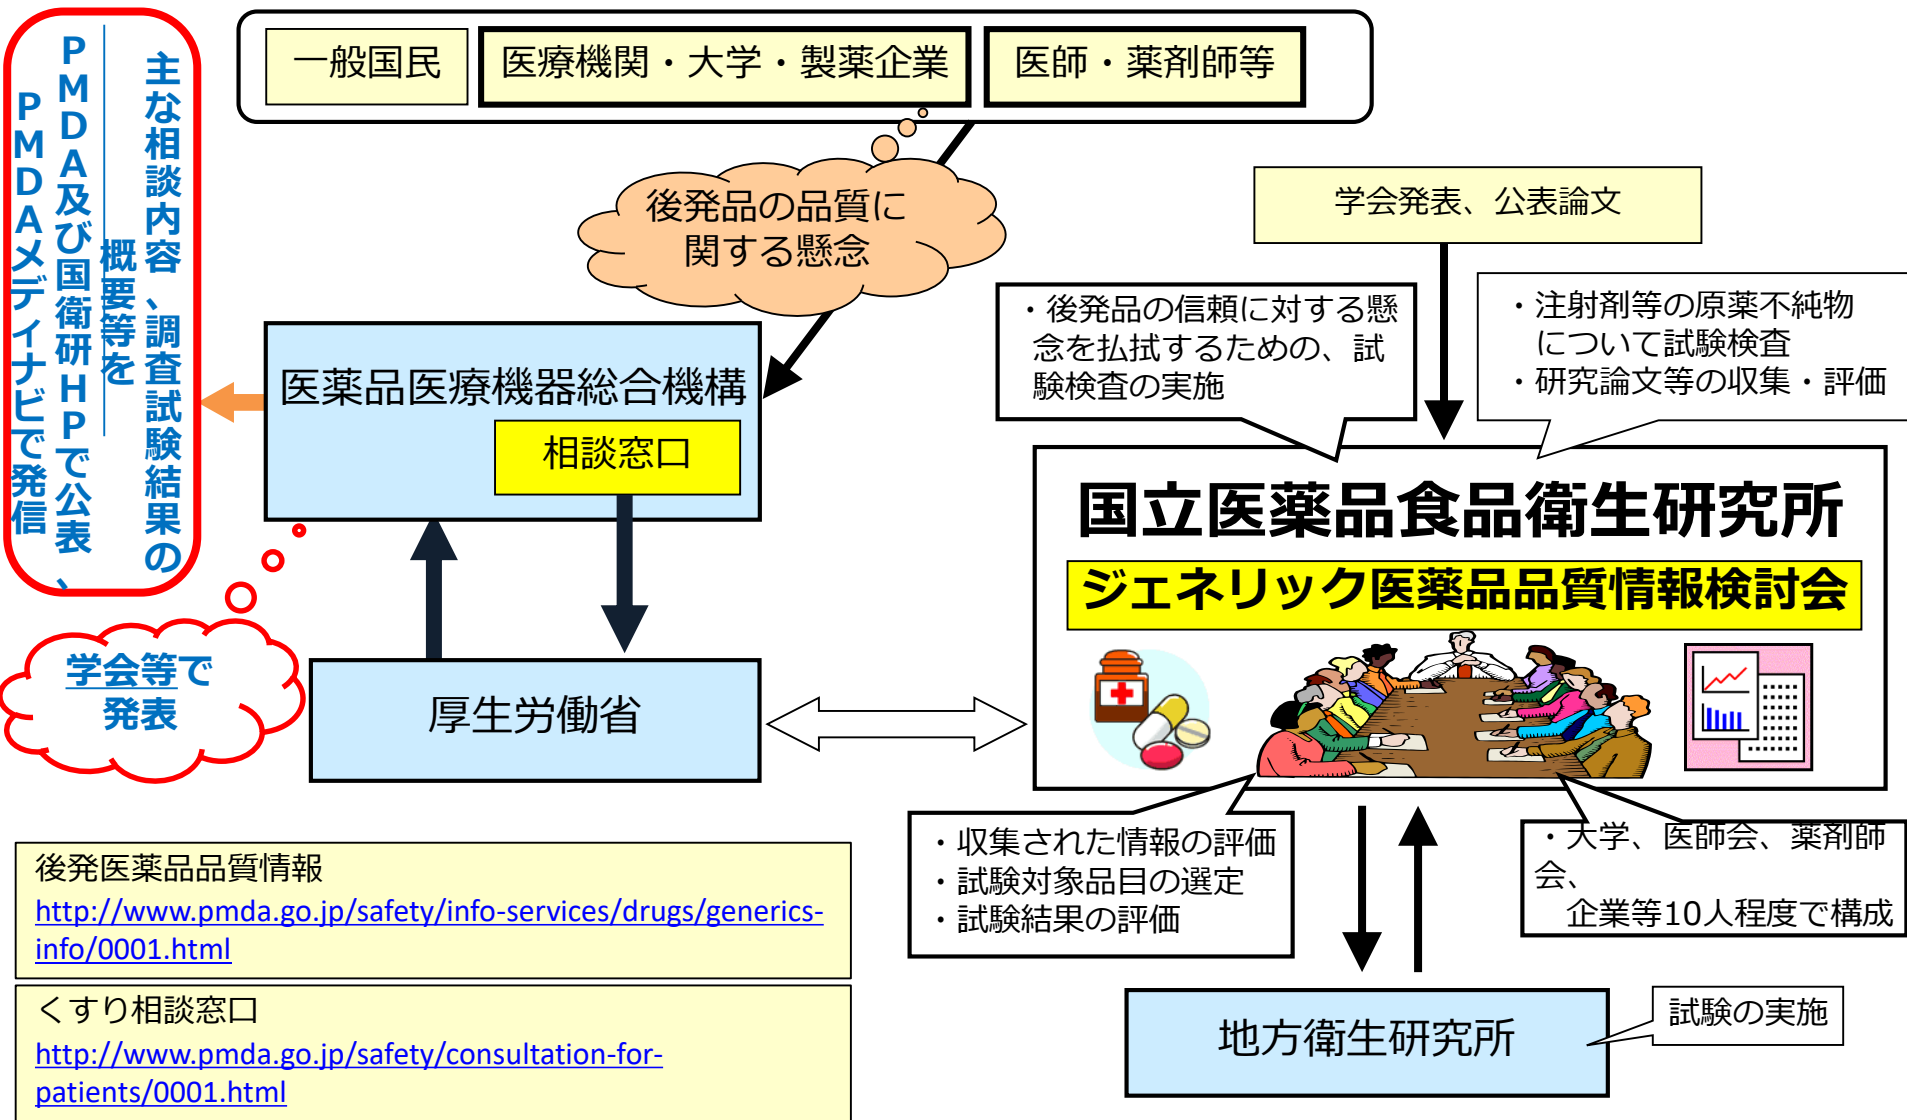 一般国民
医療機関・大学・製薬企業
医師・薬剤師等
主な相談内容、調査試験結果の
概要等を
PMDA及び国衛研HPで公表、
PMDAメディナビで発信
後発品の品質に
関する懸念
学会発表、公表論文
・後発品の信頼に対する懸
念を払拭するための、試
験検査の実施
・注射剤等の原薬不純物
について試験検査
・研究論文等の収集・評価
医薬品医療機器総合機構
相談窓口
国立医薬品食品衛生研究所
ジェネリック医薬品品質情報検討会
学会等で
発表
厚生労働省
・収集された情報の評価
・試験対象品目の選定
・試験結果の評価
・大学、医師会、薬剤師
会、
企業等10人程度で構成
後発医薬品品質情報
http://www.pmda.go.jp/safety/info-services/drugs/generics-
info/0001.html
くすり相談窓口
http://www.pmda.go.jp/safety/consultation-for-
patients/0001.html
地方衛生研究所
試験の実施